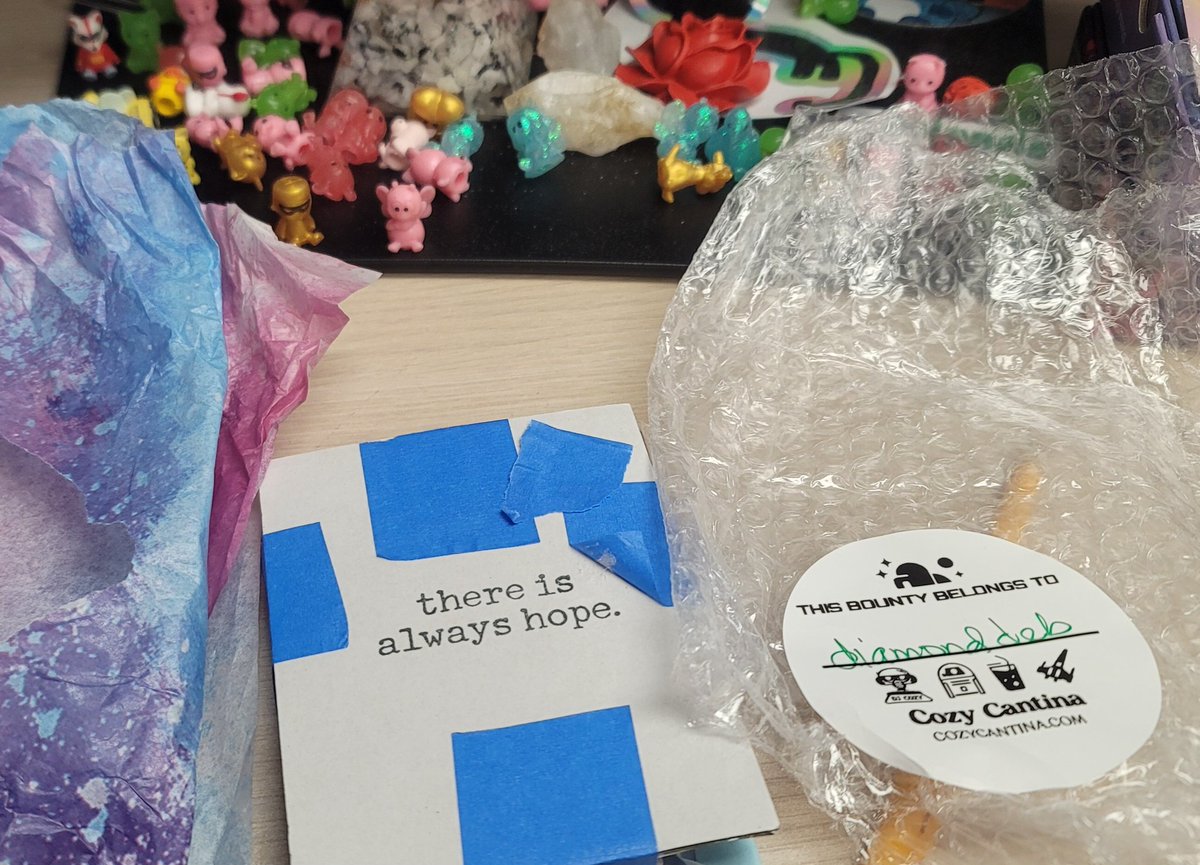 there is
always hope.
THIS BOUNTY BELONGS TO
diamonddeb
Cozy Cantina
COZYCANTINA.COM